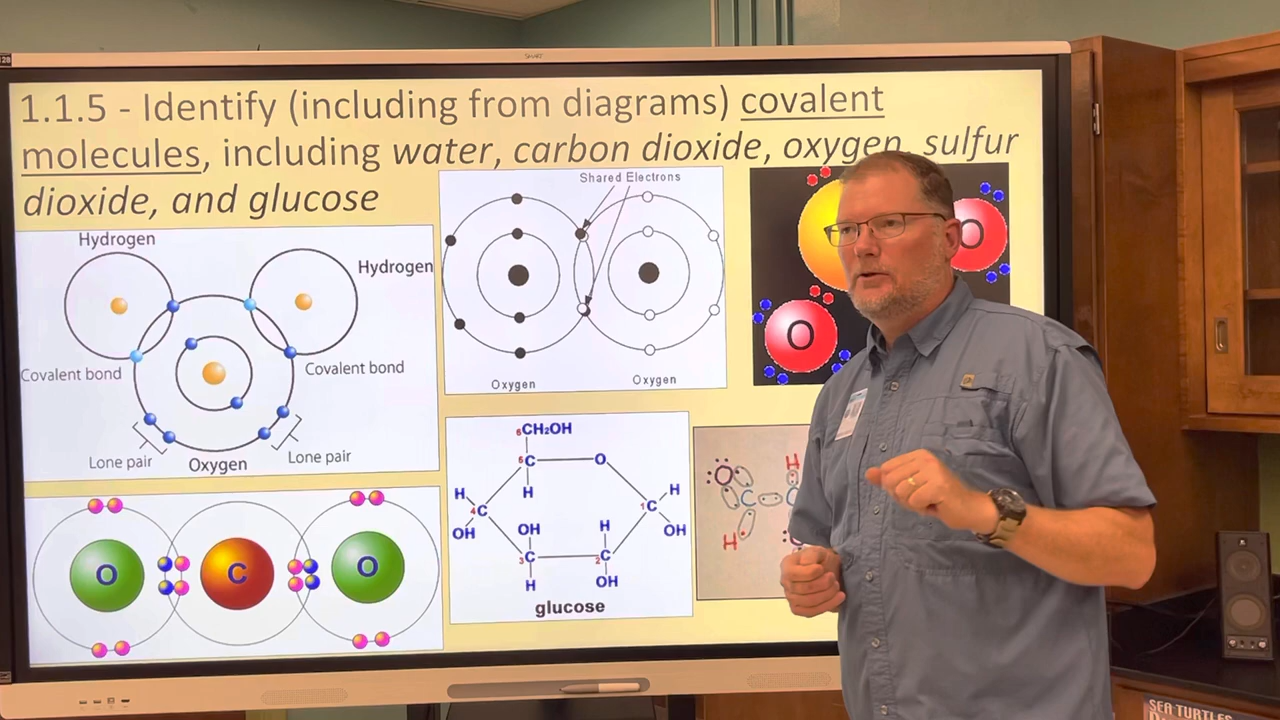 128
SMART
1.1.5 - Identify (including from diagrams) covalent
molecules, including water, carbon dioxide, oxygen, sulfur
dioxide, and glucose
Hydrogen
Hydrogen
Covalent bond
Covalent bond
Lone pair
Oxygen
Lone pair
Shared Electrons
Oxygen
Oxygen
O
O
O
C
O
6CH2OH
5C
O
H
H
4C
OH
OH
H
1C
H
OH
3C
2C
H
OH
glucose
O
H
C
H
SEA TURTLES